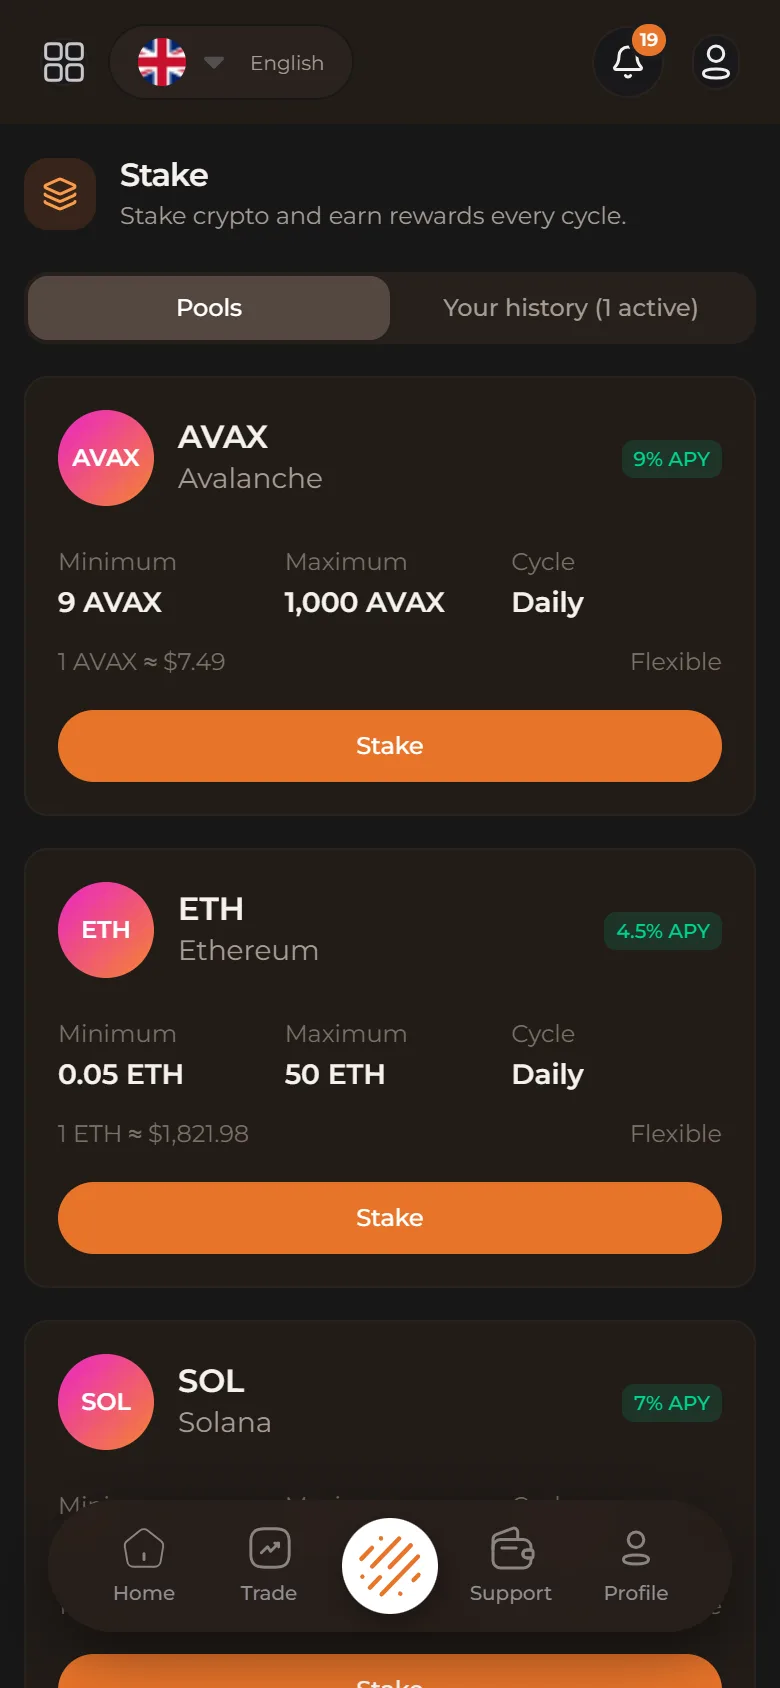 English
19
Stake
Stake crypto and earn rewards every cycle.
Pools
Your history (1 active)
AVAX
AVAX
Avalanche
9% APY
Minimum
Maximum
Cycle
9 AVAX
1,000 AVAX
Daily
1 AVAX ≈ $7.49
Flexible
Stake
ETH
ETH
Ethereum
4.5% APY
Minimum
Maximum
Cycle
0.05 ETH
50 ETH
Daily
1 ETH ≈ $1,821.98
Flexible
Stake
SOL
SOL
Solana
7% APY
Home
Trade
Support
Profile